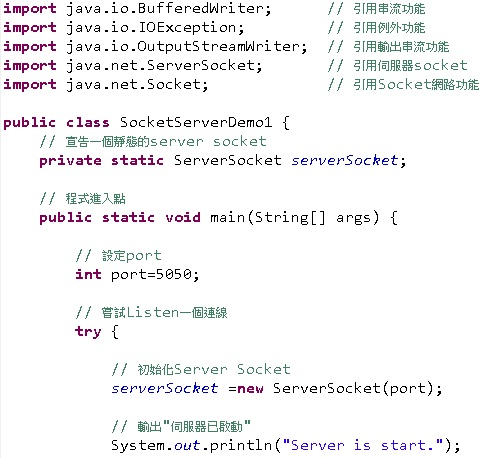 import java.io.BufferedWriter;      // 引用串流功能
import java.io.IOException;         // 引用例外功能
import java.io.OutputStreamWriter;  // 引用輸出串流功能
import java.net.ServerSocket;       // 引用伺服器socket
import java.net.Socket;             // 引用Socket網路功能

public class SocketServerDemo1 {
    // 宣告一個靜態的server socket
    private static ServerSocket serverSocket;

    // 程式進入點
    public static void main(String[] args) {

        // 設定port
        int port=5050;

        // 嘗試Listen一個連線
        try {

            // 初始化Server Socket
            serverSocket =new ServerSocket(port);

            // 輸出"伺服器已啟動"
            System.out.println("Server is start.");